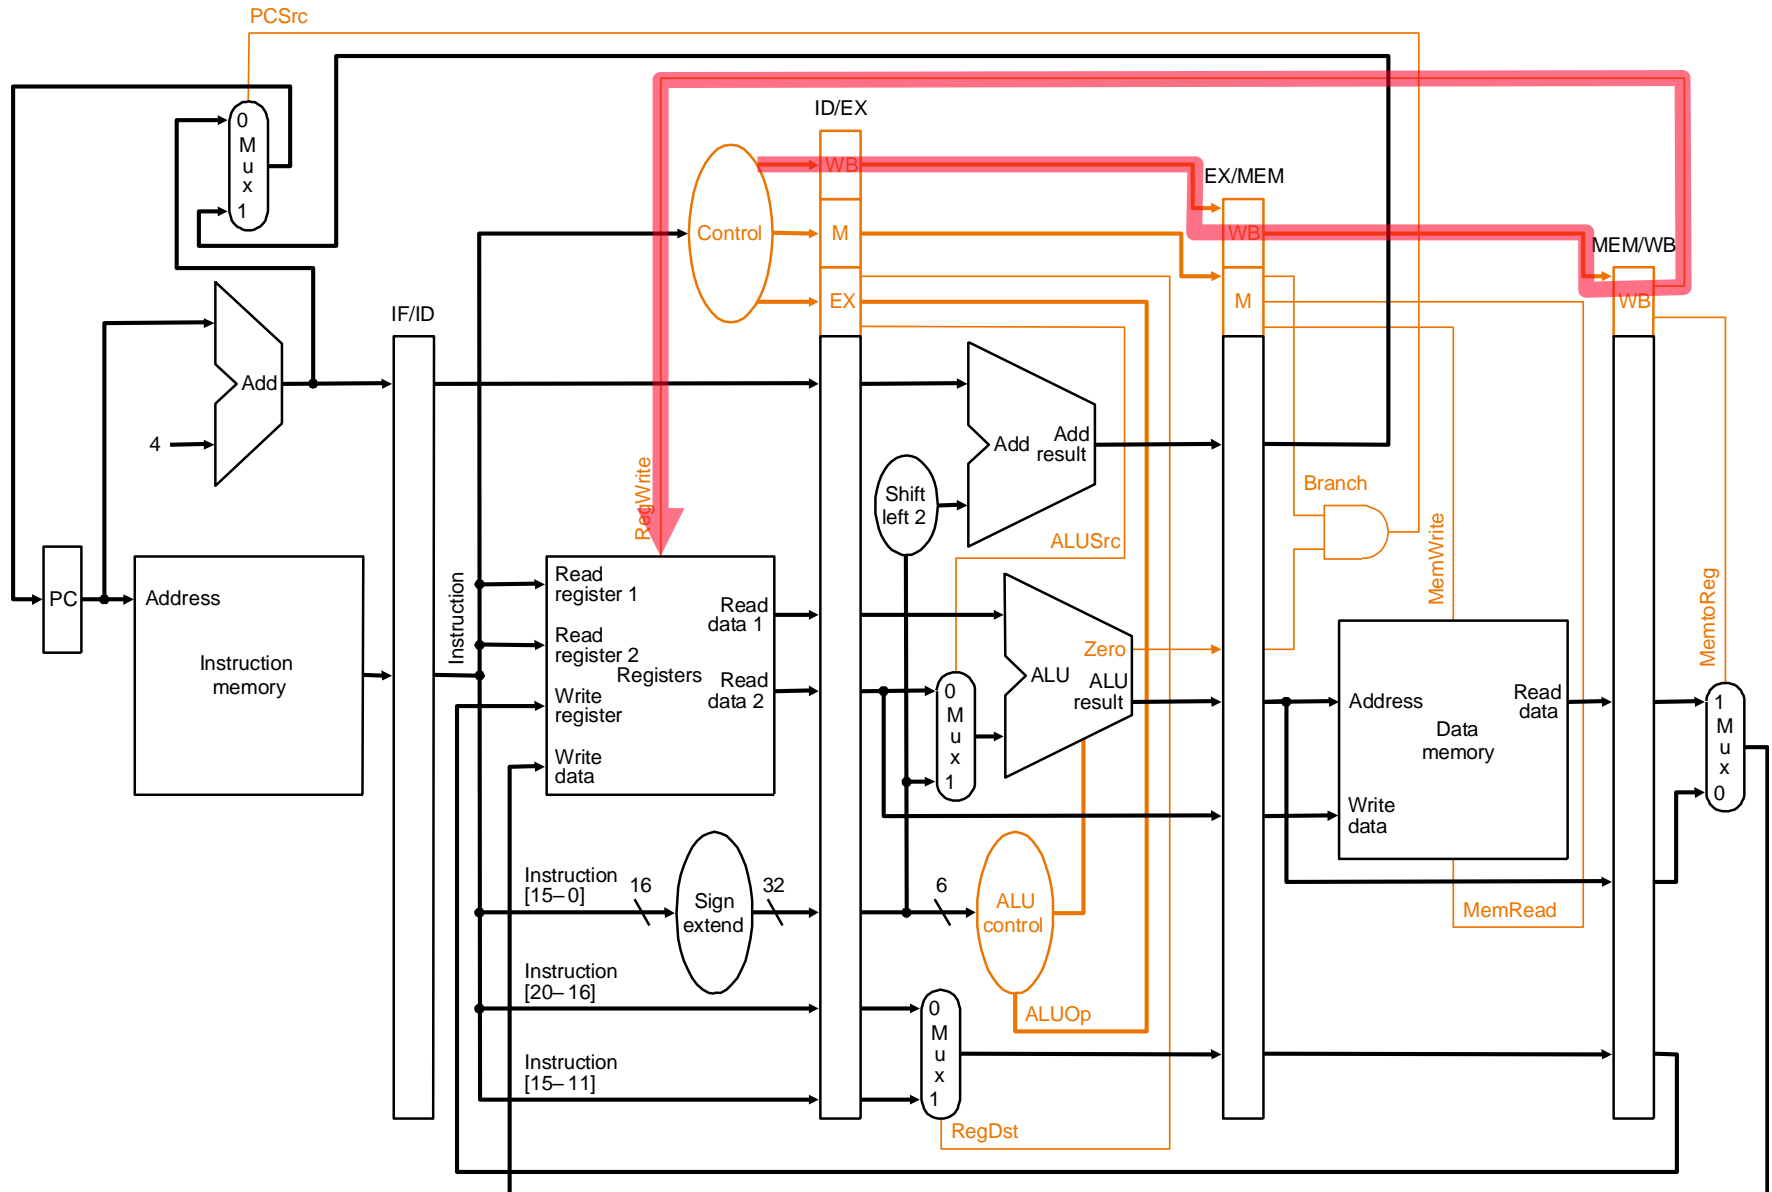 PCSrc
ID/EX
0
M
u
x
1
WB
EX/MEM
Control
M
WB
MEM/WB
EX
M
WB
IF/ID
Add
4
Add
Add
result
RegWrite
Shift
left 2
Branch
ALUSrc
MemWrite
Instruction
PC
Address
Read
register 1
Read
data 1
Read
register 2
Registers
Read
data 2
Write
register
Write
data
Instruction
memory
Zero
ALU
ALU
result
0
M
u
x
1
Address
Read
data
Data
memory
Write
data
MemtoReg
1
M
u
x
0
Instruction
[15–0]
16
Sign
extend
32
6
ALU
control
MemRead
Instruction
[20–16]
0
M
u
x
1
ALUOp
Instruction
[15–11]
RegDst